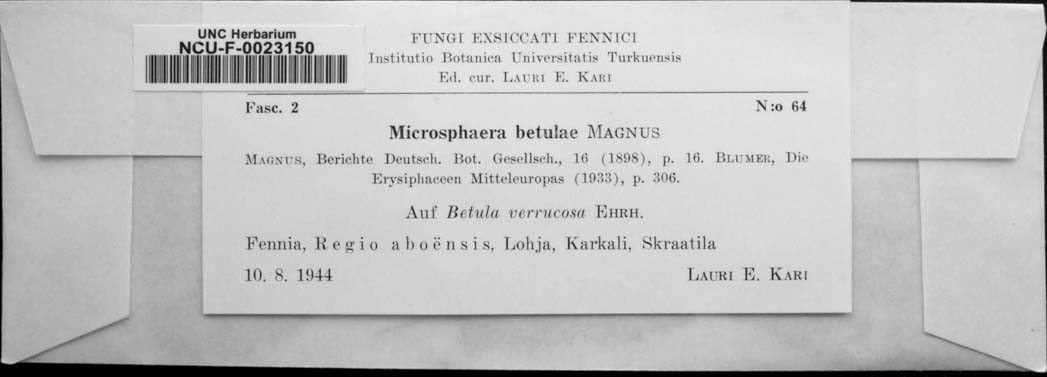 UNC Herbarium
NCU-F-0023150
FUNGI EXSICCATI FENNICI
Institutio Botanica Universitatis Turkuensis
Ed. cur. LAURI E. KARI
Fasc. 2 N:o 64
Microsphaera betulae MAGNUS
MAGNUS, Berichte Deutsch. Bot. Gesellsch., 16 (1898), p. 16. BLUMER, Die
Erysiphaceen Mitteleuropas (1933), p. 306.
Auf Betula verrucosa EHRH.
Fennia, Regio aboënsis, Lohja, Karkali, Skraatila
10. 8. 1944 LAURI E. KARI